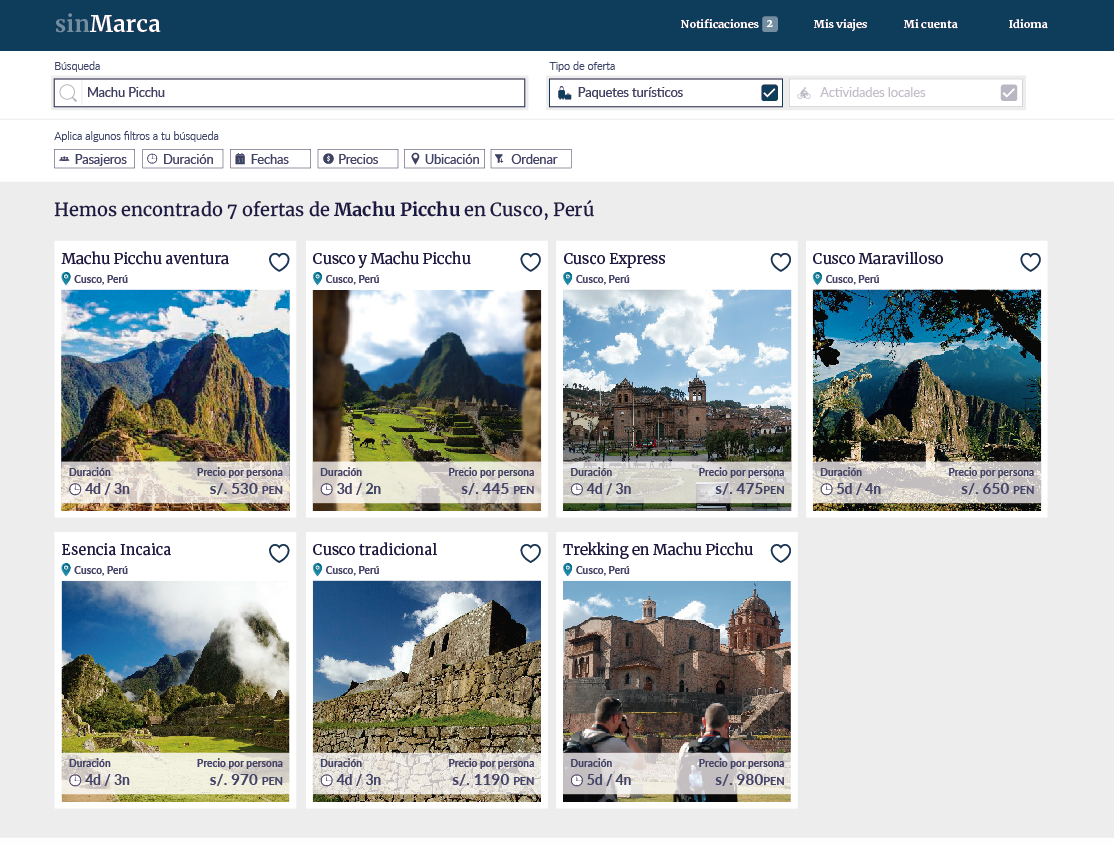 sinMarca
Notificaciones 2 Mis viajes Mi cuenta Idioma
Búsqueda
Machu Picchu
Tipo de oferta
Paquetes turísticos
Actividades locales
Aplica algunos filtros a tu búsqueda
Pasajeros Duración Fechas Precios Ubicación Ordenar
Hemos encontrado 7 ofertas de Machu Picchu en Cusco, Perú
Machu Picchu aventura
Cusco, Perú
Duración Precio por persona
4d / 3n s/. 530 PEN
Cusco y Machu Picchu
Cusco, Perú
Duración Precio por persona
3d / 2n s/. 445 PEN
Cusco Express
Cusco, Perú
Duración Precio por persona
4d / 3n s/. 475PEN
Cusco Maravilloso
Cusco, Perú
Duración Precio por persona
5d / 4n s/. 650 PEN
Esencia Incaica
Cusco, Perú
Duración Precio por persona
4d / 3n s/. 970 PEN
Cusco tradicional
Cusco, Perú
Duración Precio por persona
4d / 3n s/. 1190 PEN
Trekking en Machu Picchu
Cusco, Perú
Duración Precio por persona
5d / 4n s/. 980PEN